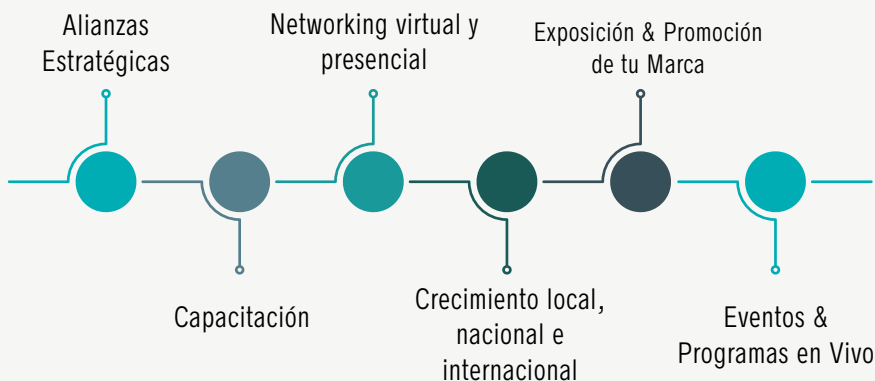 Alianzas
Estratégicas
Capacitación
Networking virtual y
presencial
Crecimiento local,
nacional e
internacional
Exposición & Promoción
de tu Marca
Eventos &
Programas en Vivo